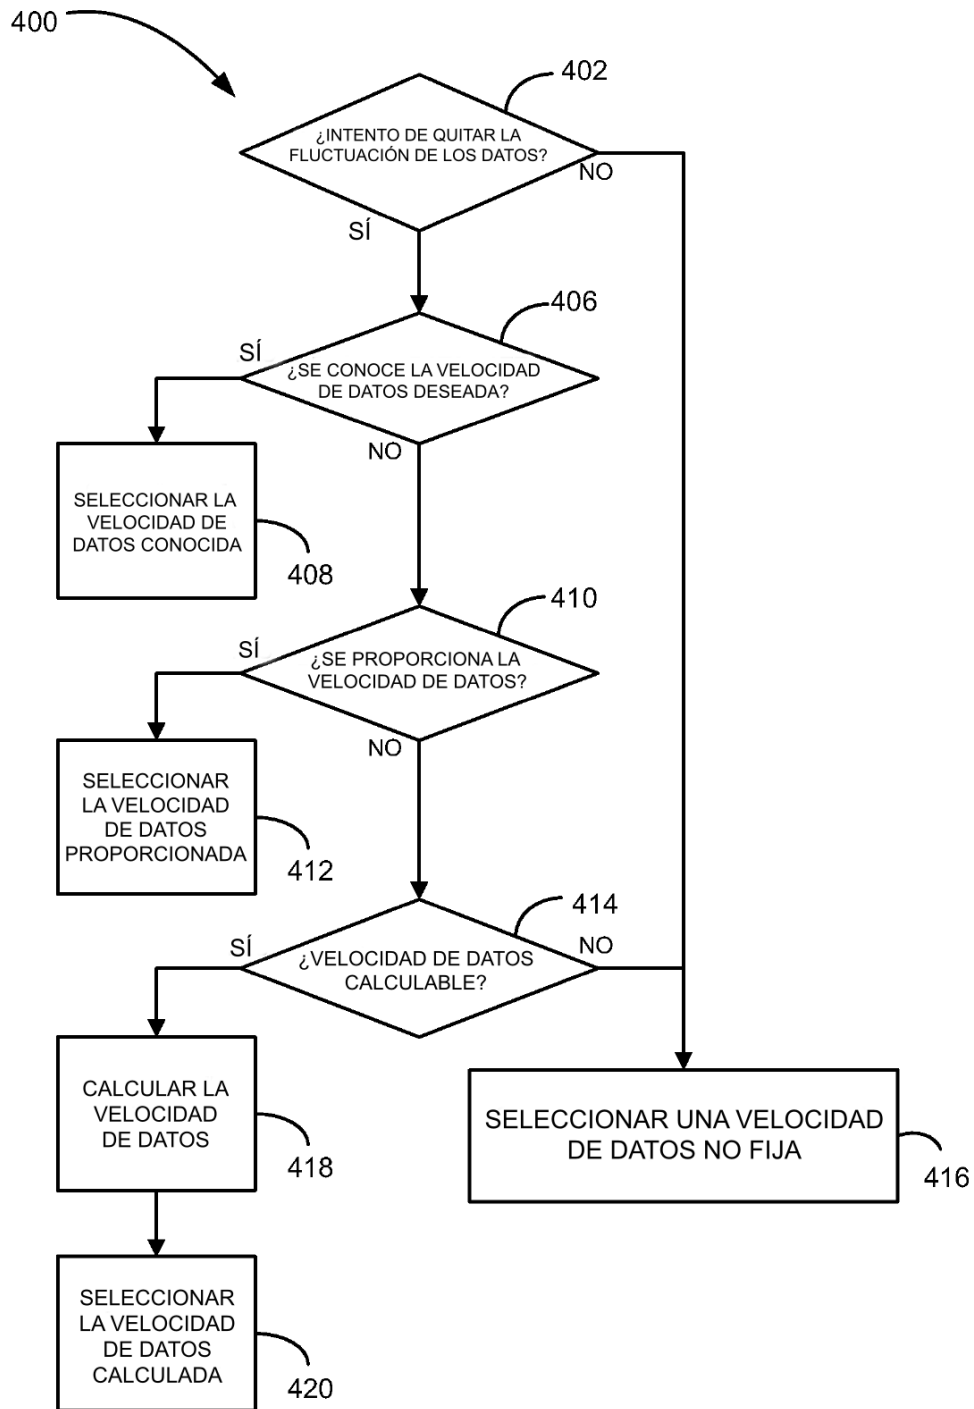 400
402
¿INTENTO DE QUITAR LA
FLUCTUACIÓN DE LOS DATOS?
NO
SÍ
406
SÍ
¿SE CONOCE LA VELOCIDAD
DE DATOS DESEADA?
NO
SELECCIONAR LA
VELOCIDAD DE
DATOS CONOCIDA
408
410
SÍ
¿SE PROPORCIONA LA
VELOCIDAD DE DATOS?
NO
SELECCIONAR
LA VELOCIDAD
DE DATOS
PROPORCIONADA
412
414
SÍ
NO
¿VELOCIDAD DE DATOS
CALCULABLE?
CALCULAR LA
VELOCIDAD
DE DATOS
418
SELECCIONAR UNA VELOCIDAD
DE DATOS NO FIJA
416
SELECCIONAR
LA VELOCIDAD
DE DATOS
CALCULADA
420